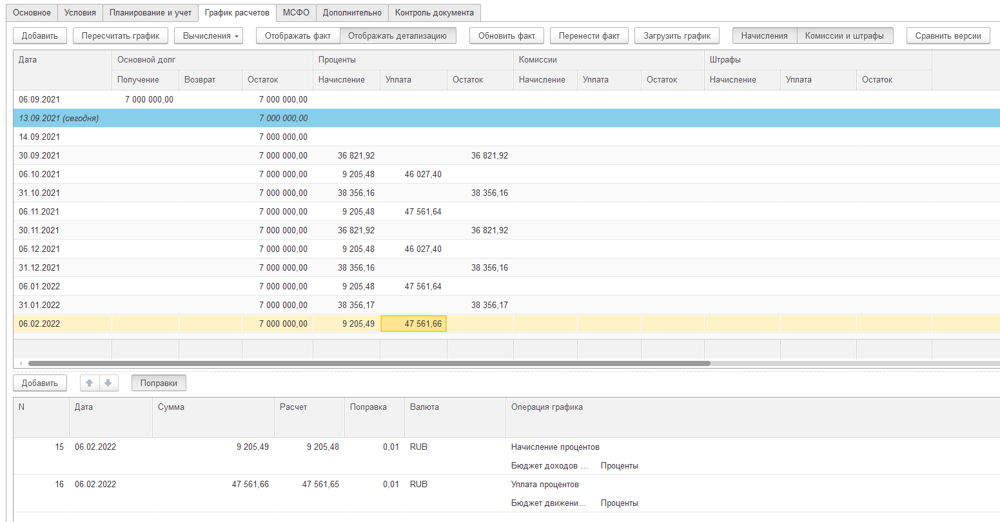 Основное Условия Планирование и учет График расчетов МСФО Дополнительно Контроль документа
Добавить Пересчитать график Вычисления Отображать факт Отображать детализацию Обновить факт Перенести факт Загрузить график Начисления Комиссии и штрафы Сравнить версии
Дата Основной долг Проценты Комиссии Штрафы
Получение Возврат Остаток Начисление Уплата Остаток Начисление Уплата Остаток Начисление Уплата Остаток
06.09.2021 7 000 000,00 7 000 000,00
13.09.2021 (сегодня) 7 000 000,00
14.09.2021 7 000 000,00
30.09.2021 7 000 000,00 36 821,92 36 821,92
06.10.2021 7 000 000,00 9 205,48 46 027,40
31.10.2021 7 000 000,00 38 356,16 38 356,16
06.11.2021 7 000 000,00 9 205,48 47 561,64
30.11.2021 7 000 000,00 36 821,92 36 821,92
06.12.2021 7 000 000,00 9 205,48 46 027,40
31.12.2021 7 000 000,00 38 356,16 38 356,16
06.01.2022 7 000 000,00 9 205,48 47 561,64
31.01.2022 7 000 000,00 38 356,17 38 356,17
06.02.2022 7 000 000,00 9 205,49 47 561,66
Добавить Поправки
N Дата Сумма Расчет Поправка Валюта Операция графика
15 06.02.2022 9 205,49 9 205,48 0,01 RUB Начисление процентов
Бюджет доходов ... Проценты
16 06.02.2022 47 561,66 47 561,65 0,01 RUB Уплата процентов
Бюджет движени... Проценты